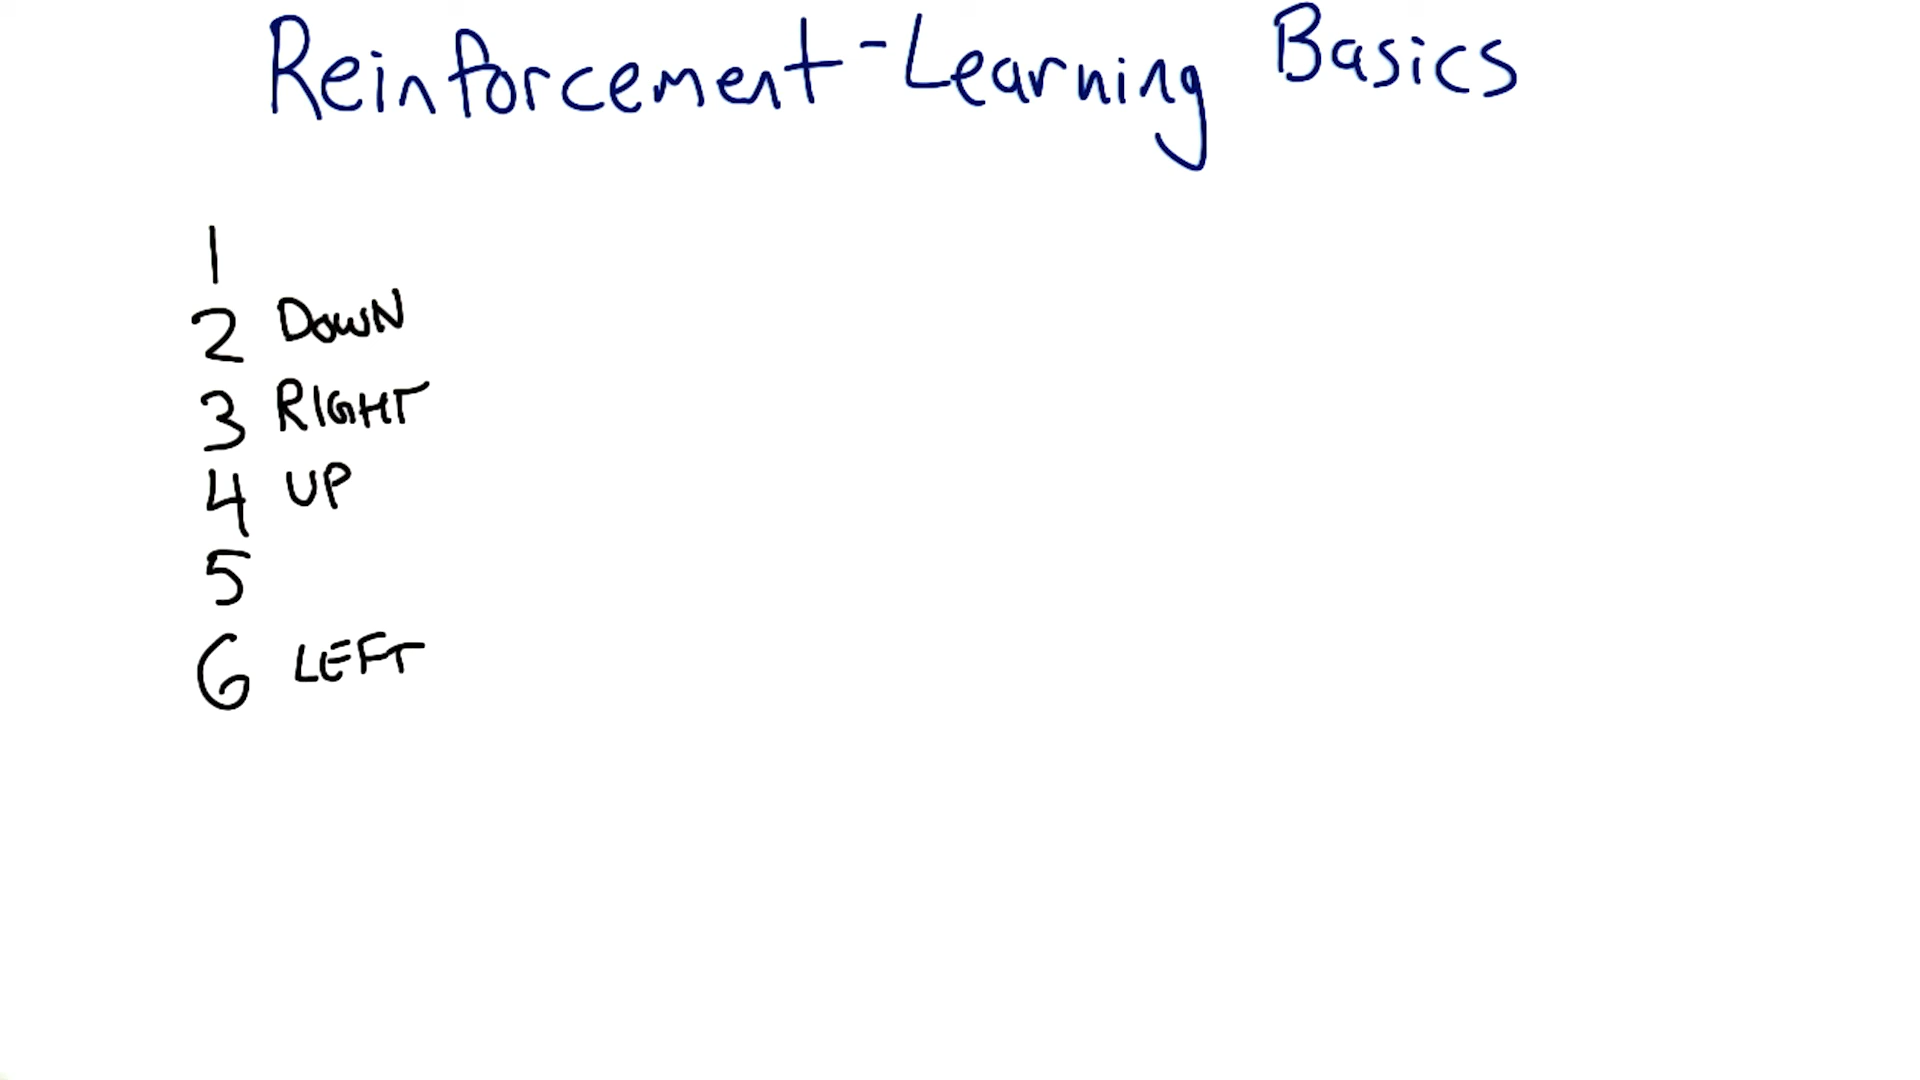 Reinforcement-Learning Basics
1
2 DOWN
3 RIGHT
4 UP
5
6 LEFT